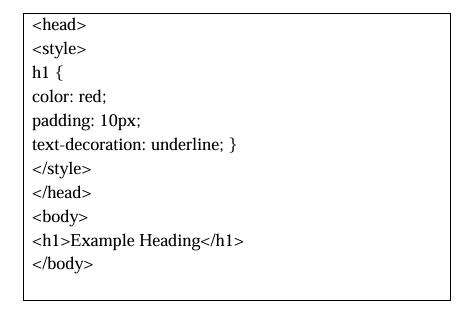 <head>
<style>
h1 {
color: red;
padding: 10px;
text-decoration: underline; }
</style>
</head>
<body>
<h1>Example Heading</h1>
</body>